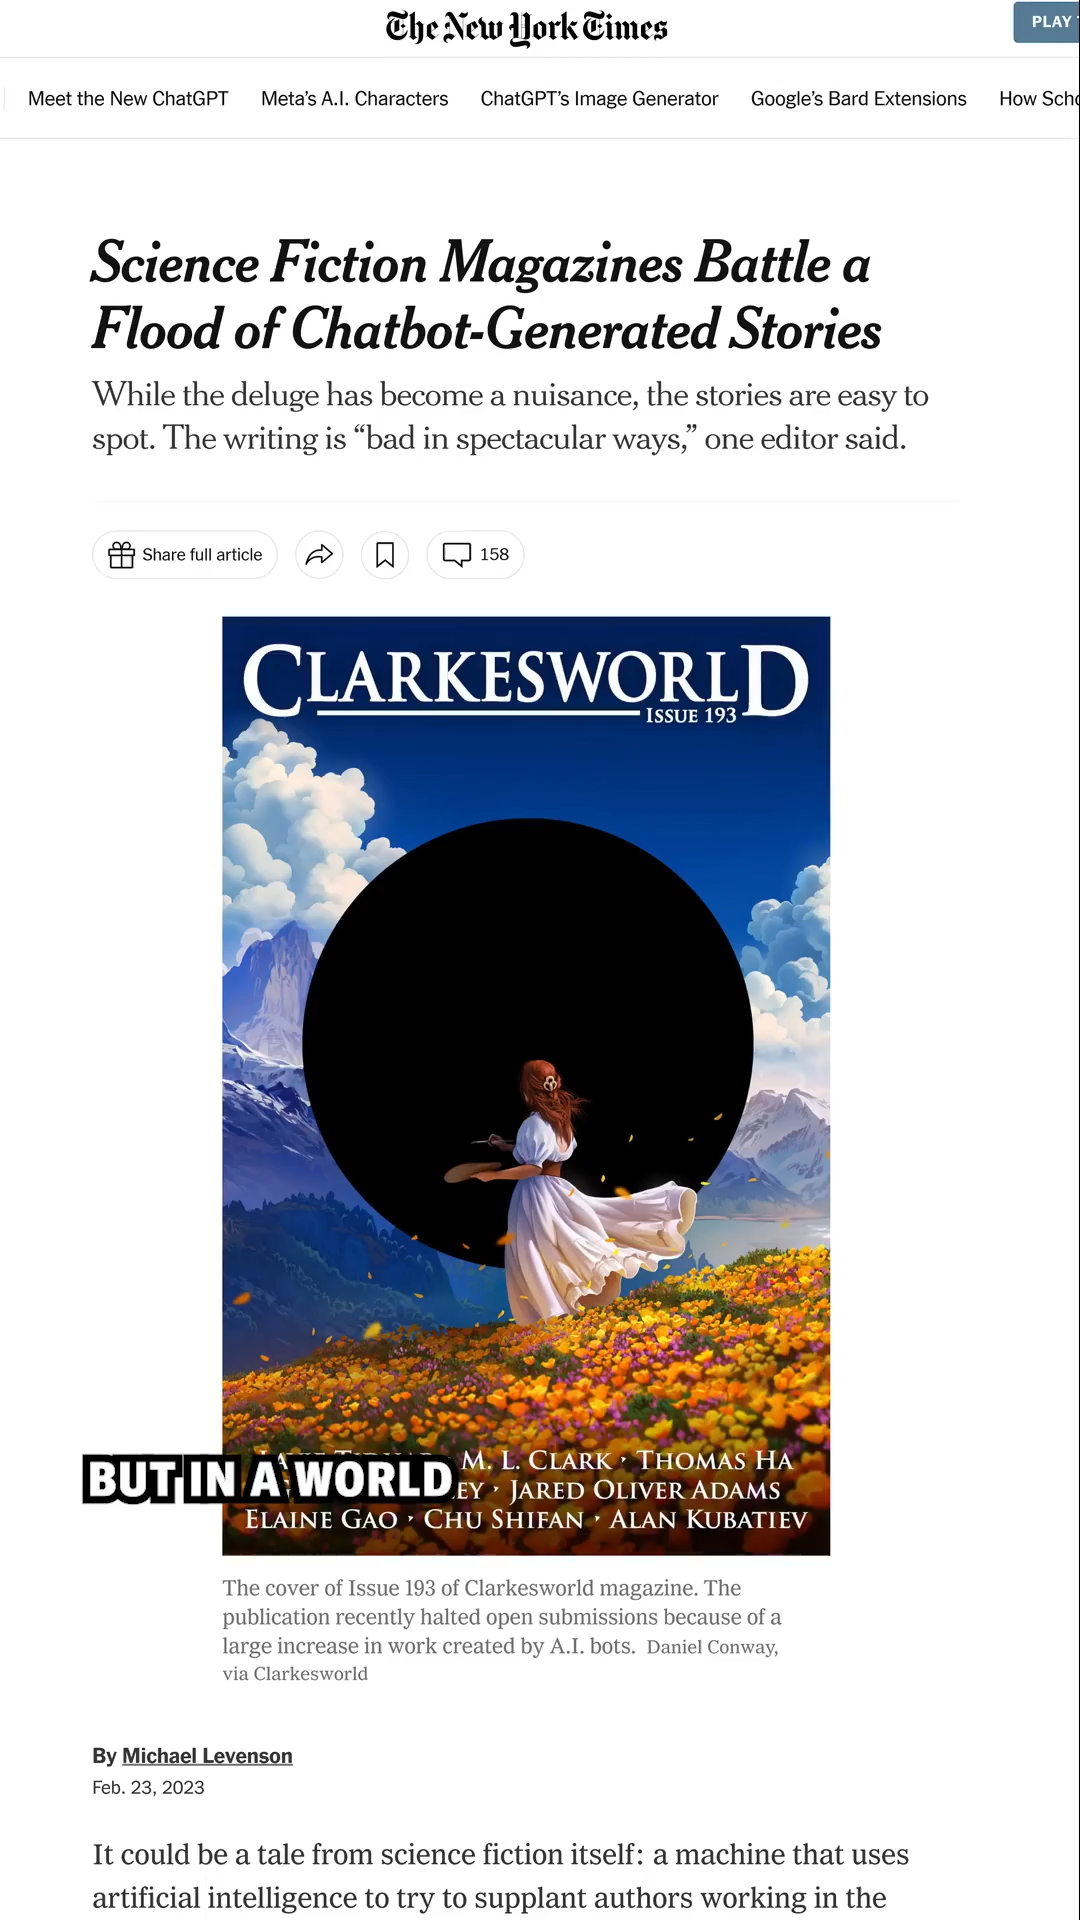 The New York Times
PLAY
Meet the New ChatGPT Meta's A.I. Characters ChatGPT's Image Generator Google's Bard Extensions How
Science Fiction Magazines Battle a
Flood of Chatbot-Generated Stories
While the deluge has become a nuisance, the stories are easy to
spot. The writing is “bad in spectacular ways,” one editor said.
Share full article 158
CLARKESWORLD
ISSUE 193
M. L. CLARK · THOMAS HA
BUT IN A WORLD
JARED OLIVER ADAMS
ELAINE GAO · CHU SHIFAN · ALAN KUBATIEV
The cover of Issue 193 of Clarkesworld magazine. The
publication recently halted open submissions because of a
large increase in work created by A.I. bots. Daniel Conway,
via Clarkesworld
By Michael Levenson
Feb. 23, 2023
It could be a tale from science fiction itself: a machine that uses
artificial intelligence to try to supplant authors working in the